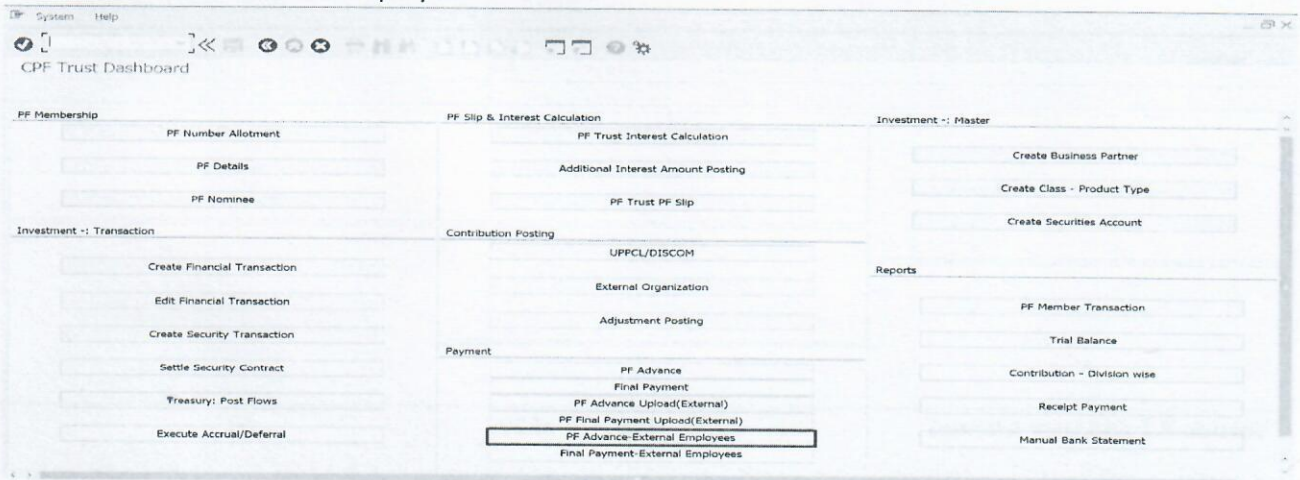 System Help
CPF Trust Dashboard
PF Membership
PF Number Allotment
PF Details
PF Nominee
Investment -: Transaction
Create Financial Transaction
Edit Financial Transaction
Create Security Transaction
Settle Security Contract
Treasury: Post Flows
Execute Accrual/Deferral
PF Slip & Interest Calculation
PF Trust Interest Calculation
Additional Interest Amount Posting
PF Trust PF Slip
Contribution Posting
UPPCL/DISCOM
External Organization
Adjustment Posting
Payment
PF Advance
Final Payment
PF Advance Upload(External)
PF Final Payment Upload(External)
PF Advance-External Employees
Final Payment-External Employees
Investment -: Master
Create Business Partner
Create Class - Product Type
Create Securities Account
Reports
PF Member Transaction
Trial Balance
Contribution - Division wise
Receipt Payment
Manual Bank Statement